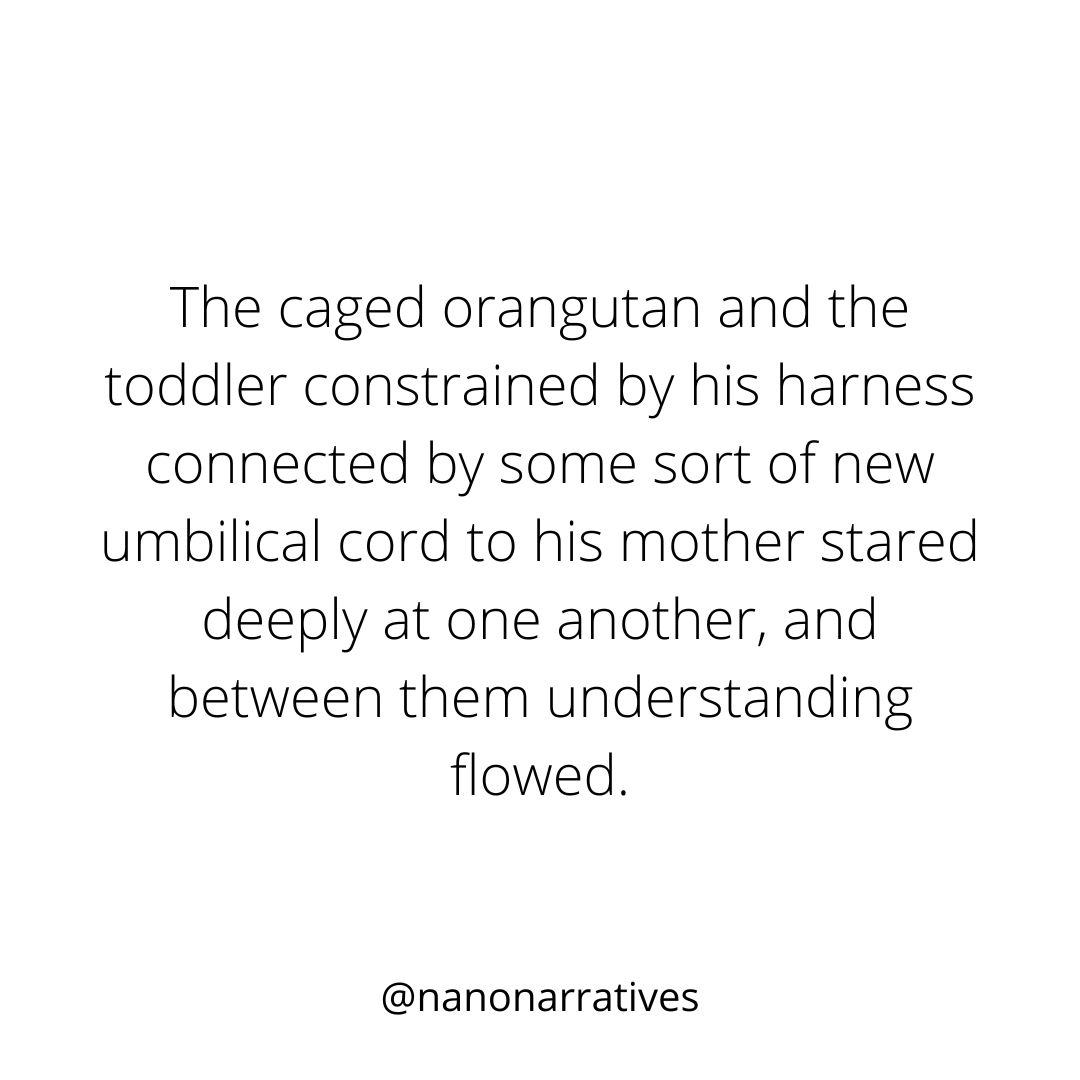 The caged orangutan and the
toddler constrained by his harness
connected by some sort of new
umbilical cord to his mother stared
deeply at one another, and
between them understanding
flowed.
@nanonarratives